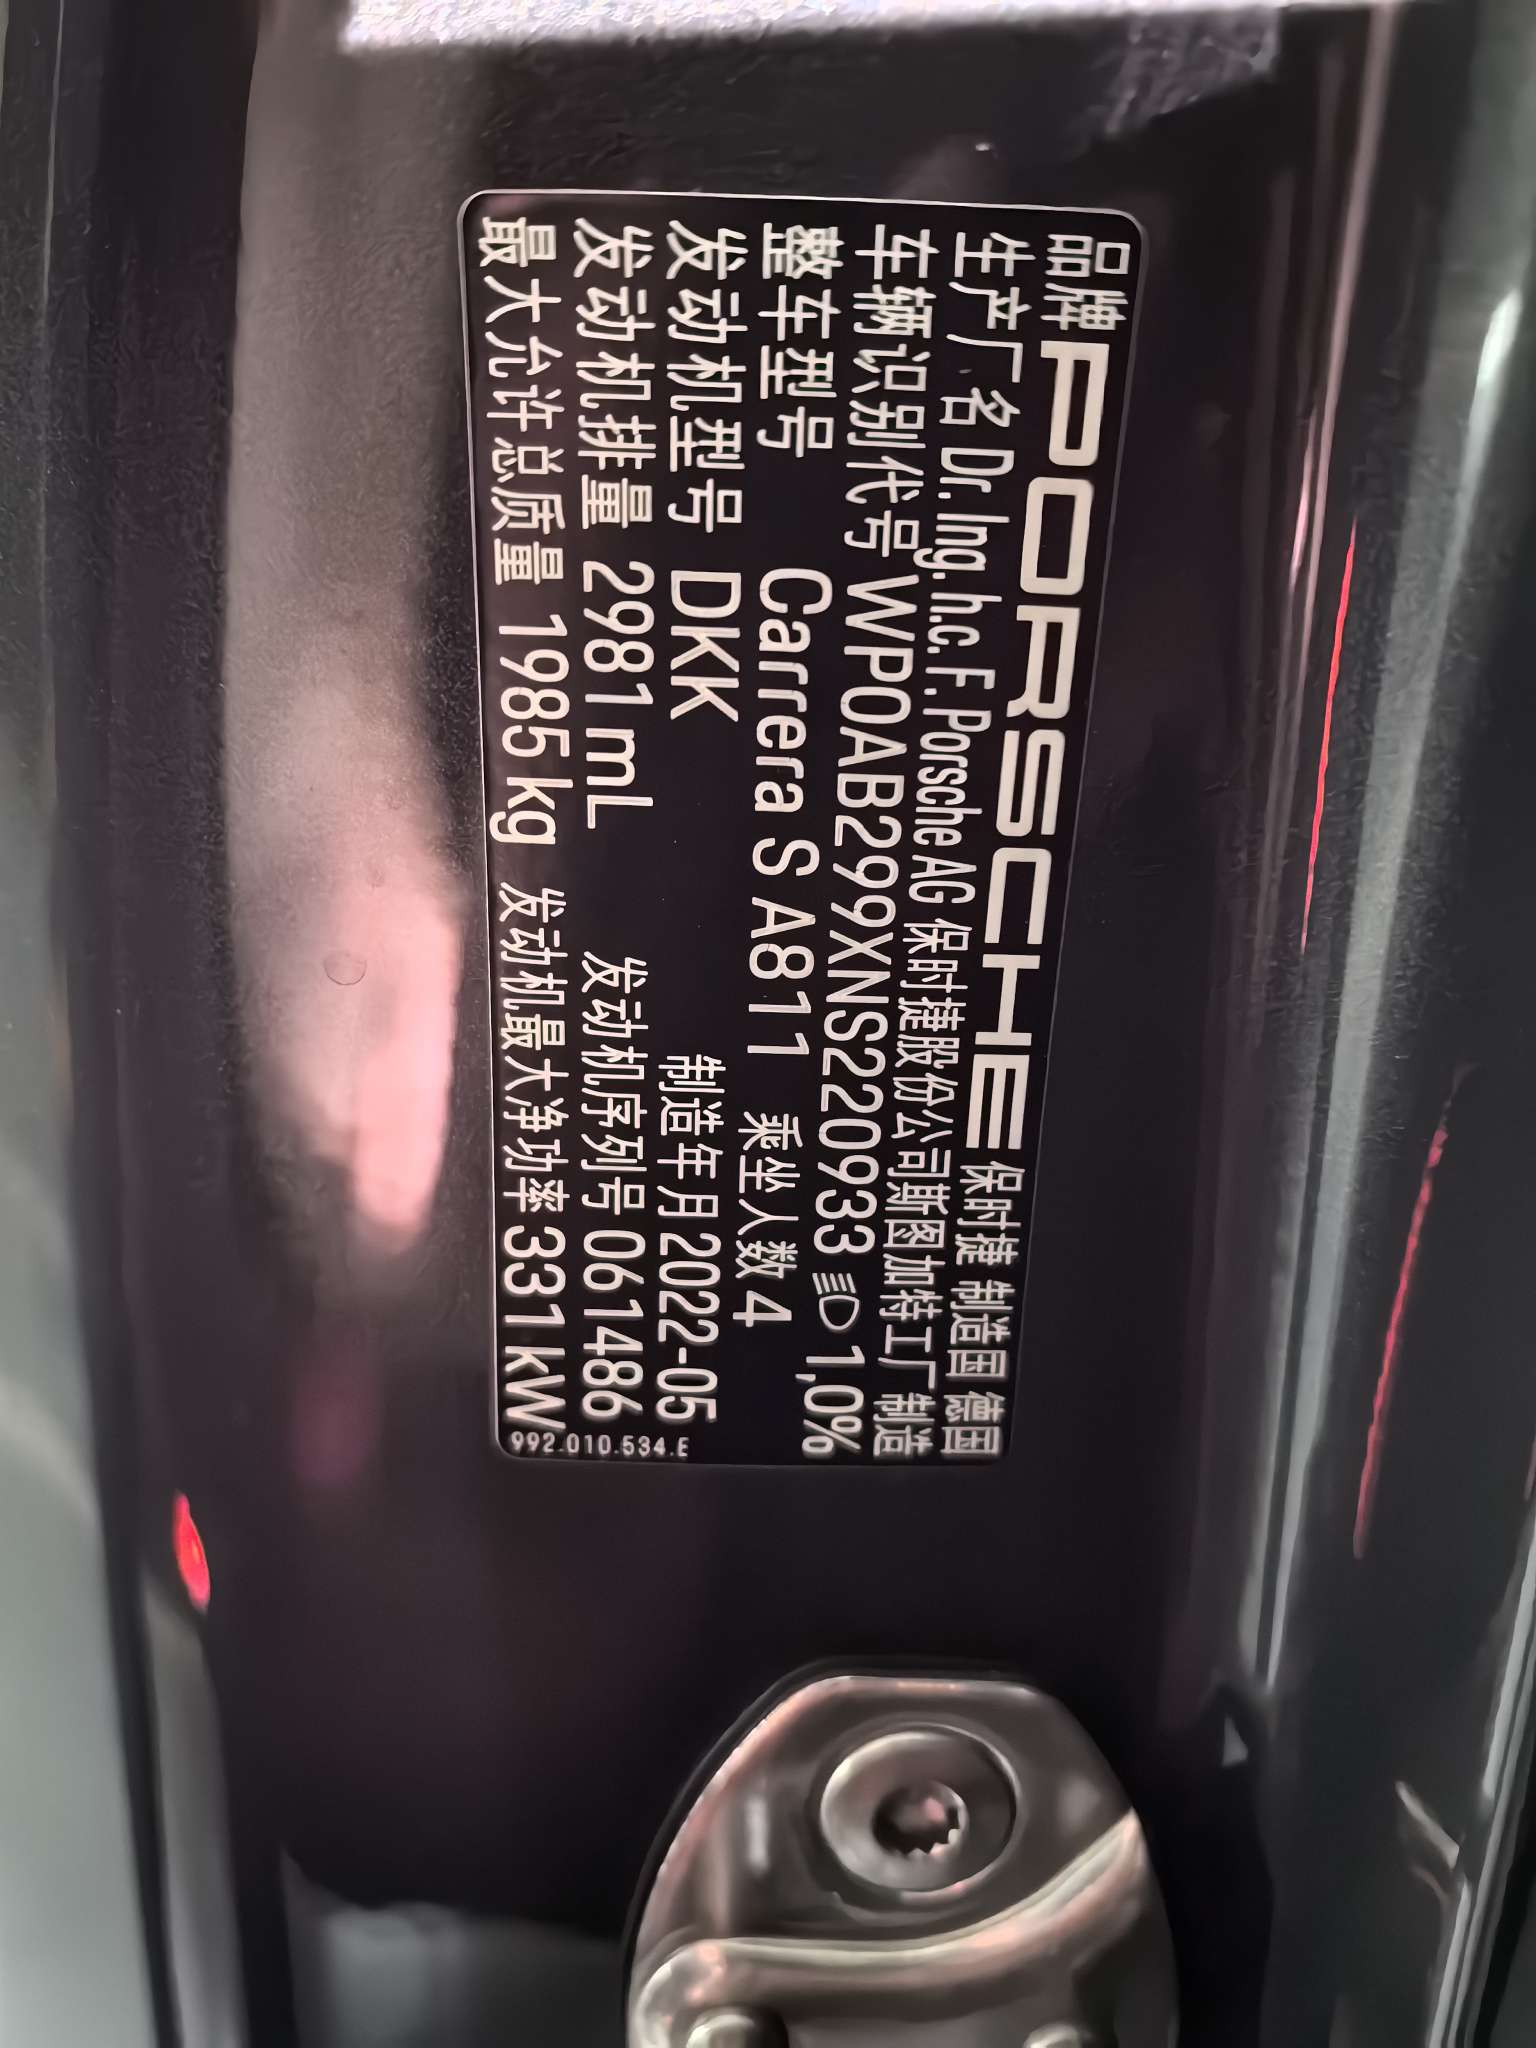 品牌 PORSCHE 保时捷 制造国 德国
生产厂名 Dr. Ing. h.c. F. Porsche AG 保时捷股份公司斯图加特工厂 制造
车辆识别代号 WP0AB299XNS220933 1,0%
整车型号 Carrera S A811 乘坐人数 4
发动机型号 DKK 制造年月 2022-05
发动机排量 2981 mL 发动机序列号 061486
最大允许总质量 1985 kg 发动机最大净功率 331 kW
992.010.534.E